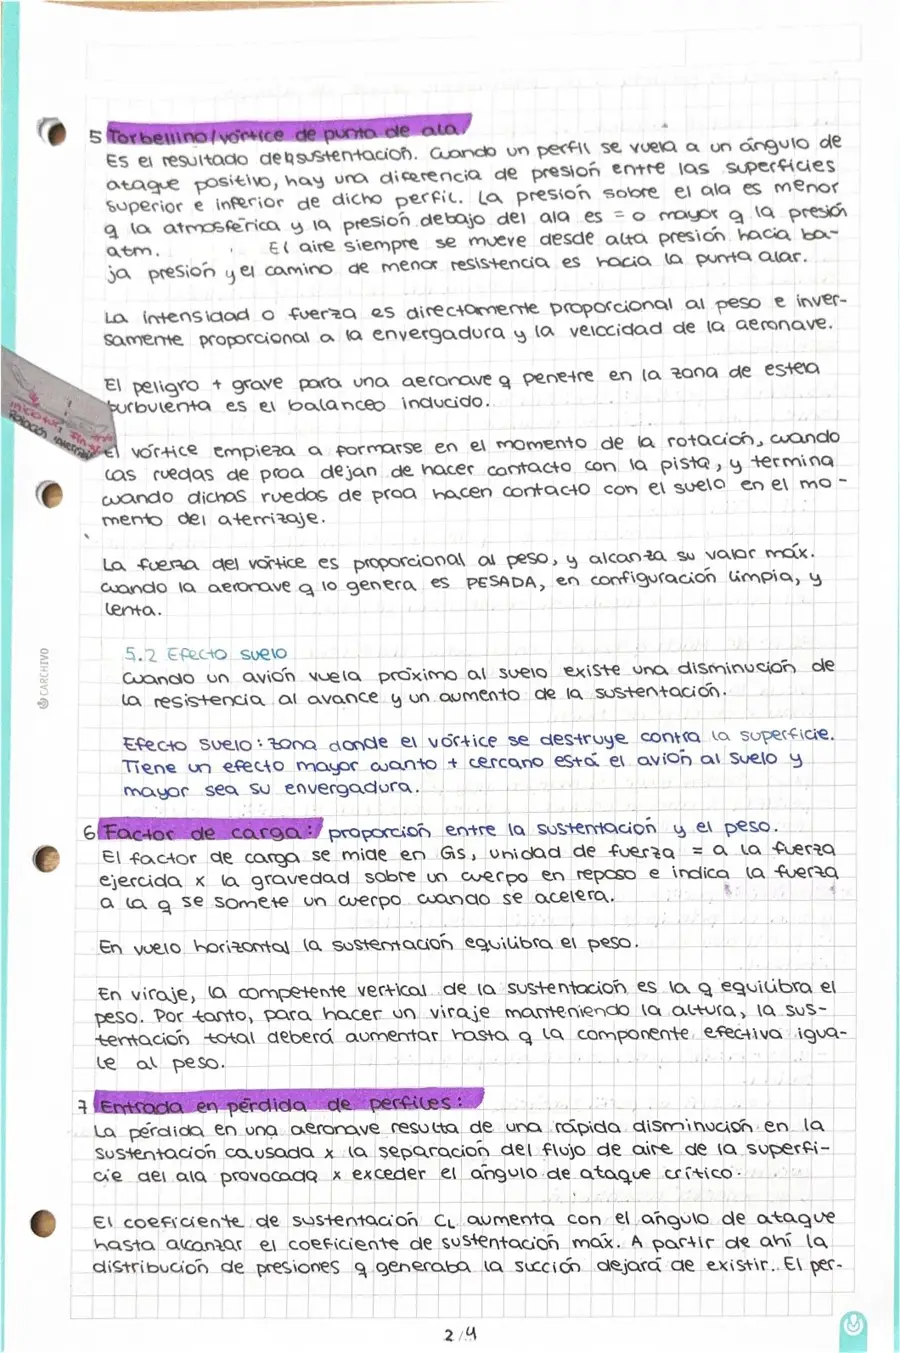 5 Torbellino/vórtice de punta de ala/
Es el resultado de la sustentación. Cuando un perfil se vuela a un ángulo de
ataque positivo, hay una diferencia de presión entre las superficies
superior e inferior de dicho perfil. La presión sobre el ala es menor
q la atmosférica y la presión debajo del ala es = o mayor q la presión
atm. El aire siempre se mueve desde alta presión hacia ba-
ja presión y el camino de menor resistencia es hacia la punta alar.
La intensidad o fuerza es directamente proporcional al peso e inver-
samente proporcional a la envergadura y la velocidad de la aeronave.
El peligro + grave para una aeronave q penetre en la zona de estela
turbulenta es el balanceo inducido.
El vórtice empieza a formarse en el momento de la rotación, cuando
las ruedas de proa dejan de hacer contacto con la pista, y termina
cuando dichas ruedas de proa hacen contacto con el suelo en el mo-
mento del aterrizaje.
La fuerza del vórtice es proporcional al peso, y alcanza su valor máx.
cuando la aeronave q lo genera es PESADA, en configuración limpia, y
lenta.
CARCHIVO
5.2 Efecto suelo
Cuando un avión vuela próximo al suelo existe una disminución de
la resistencia al avance y un aumento de la sustentación.
Efecto suelo: zona donde el vórtice se destruye contra la superficie.
Tiene un efecto mayor cuanto + cercano está el avión al suelo y
mayor sea su envergadura.
6 Factor de carga: proporción entre la sustentación y el peso.
El factor de carga se mide en Gs, unidad de fuerza = a la fuerza
ejercida x la gravedad sobre un cuerpo en reposo e indica la fuerza
a la q se somete un cuerpo cuando se acelera.
En vuelo horizontal la sustentación equilibra el peso.
En viraje, la competente vertical de la sustentación es la q equilibra el
peso. Por tanto, para hacer un viraje manteniendo la altura, la sus-
tentación total deberá aumentar hasta q la componente efectiva igua-
le al peso.
7 Entrada en pérdida de perfiles:
La pérdida en una aeronave resulta de una rápida disminución en la
sustentación causada x la separación del flujo de aire de la superfi-
cie del ala provocada x exceder el ángulo de ataque crítico.
El coeficiente de sustentación CL aumenta con el ángulo de ataque
hasta alcanzar el coeficiente de sustentación máx. A partir de ahí la
distribución de presiones q generaba la succión dejará de existir. El per-
2/4